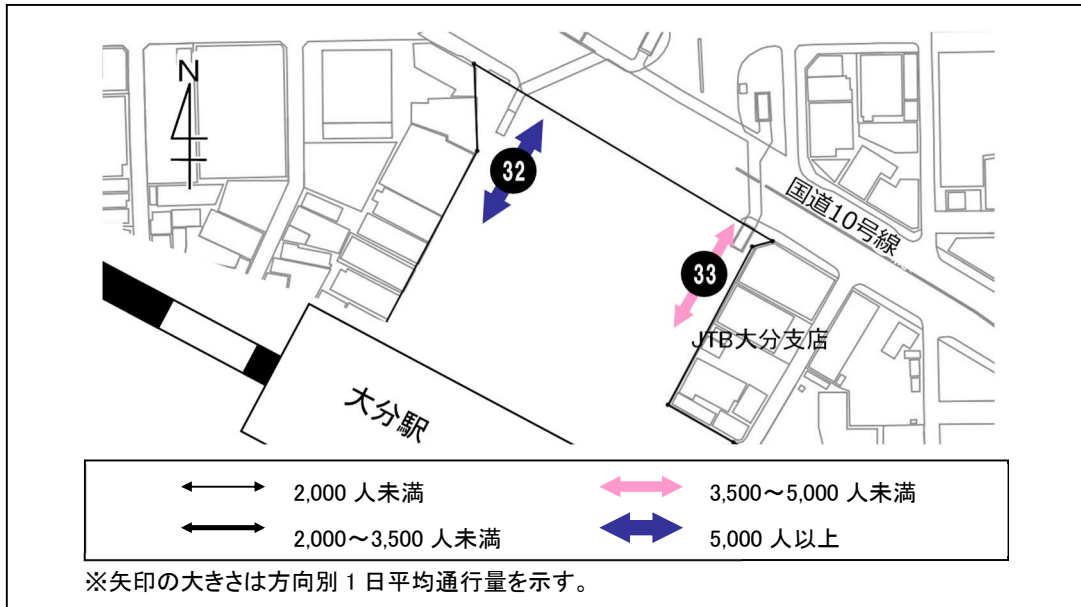 N
32
国道10号線
33
JTB大分支店
大分駅
2,000 人未満
3,500～5,000 人未満
2,000～3,500 人未満
5,000 人以上
※矢印の大きさは方向別 1 日平均通行量を示す。